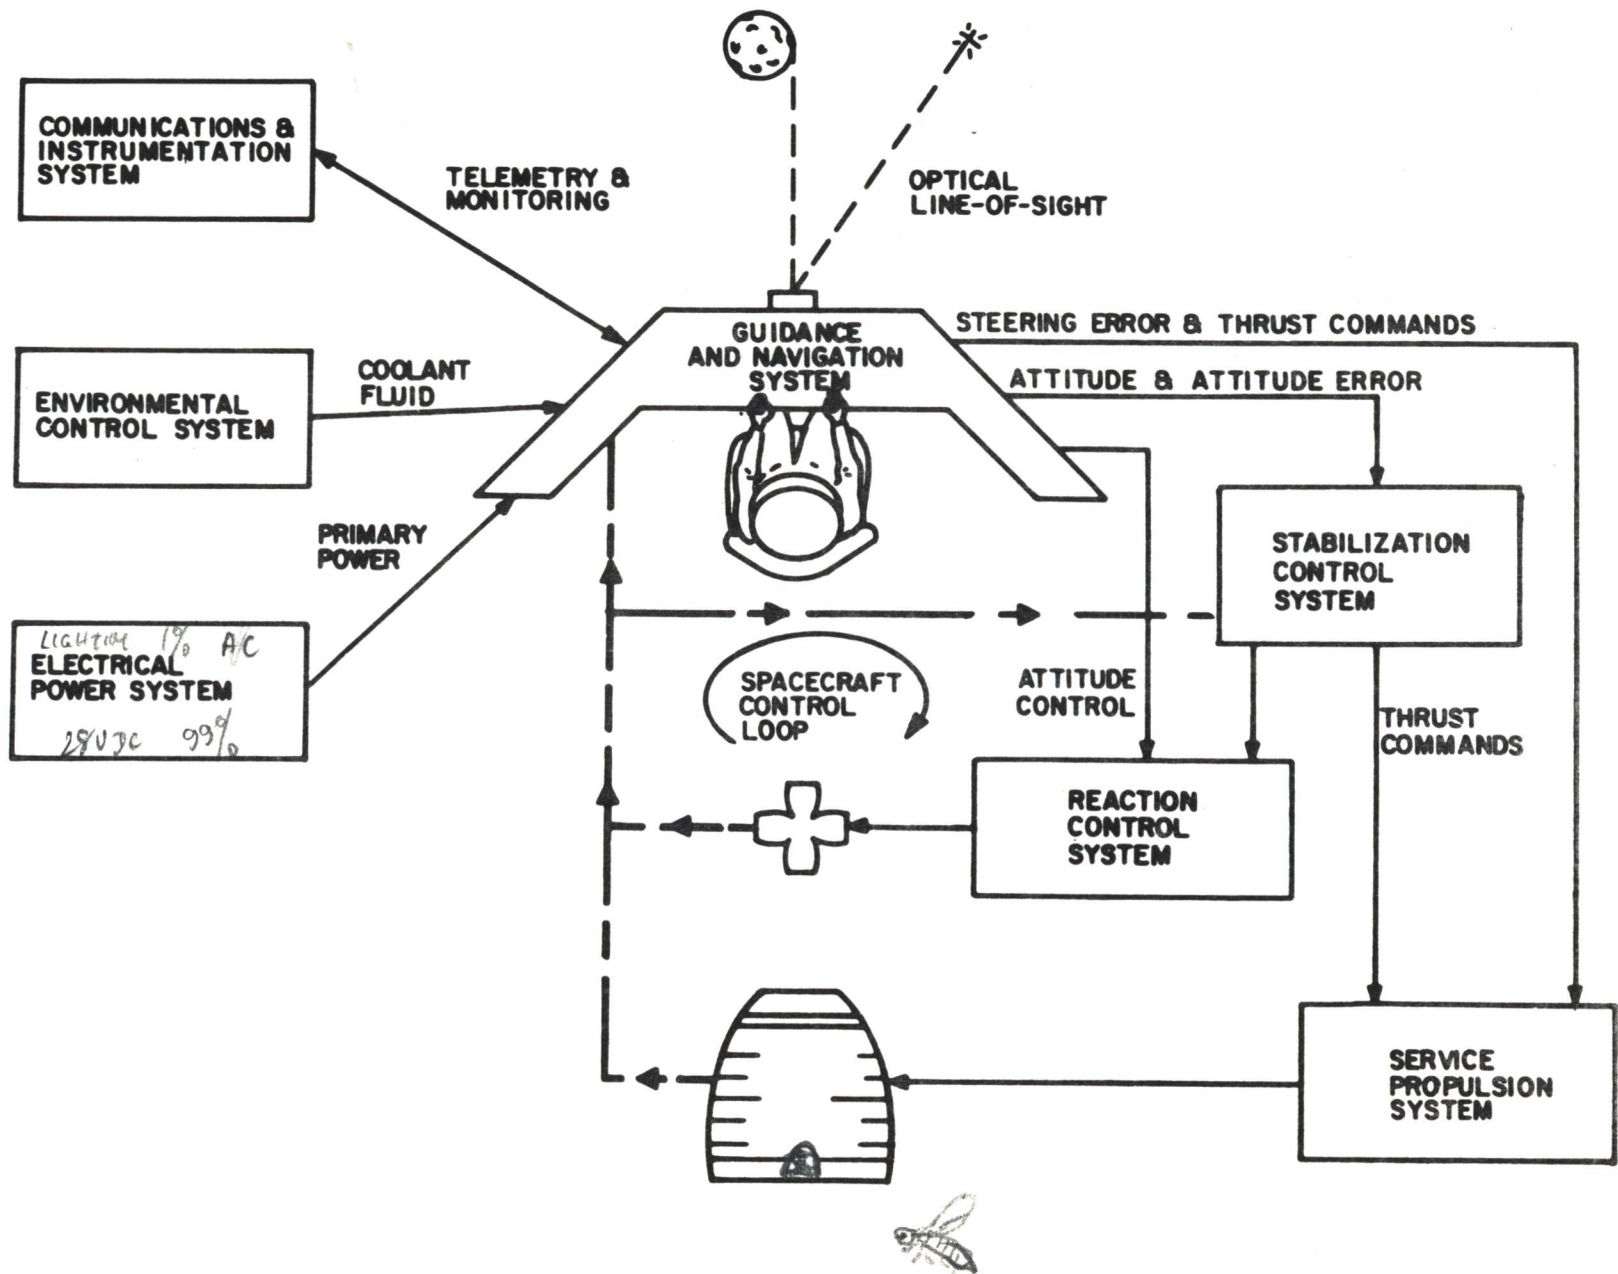 COMMUNICATIONS &
INSTRUMENTATION
SYSTEM
TELEMETRY &
MONITORING
OPTICAL
LINE-OF-SIGHT
GUIDANCE
AND NAVIGATION
SYSTEM
STEERING ERROR & THRUST COMMANDS
ATTITUDE & ATTITUDE ERROR
COOLANT
FLUID
ENVIRONMENTAL
CONTROL SYSTEM
PRIMARY
POWER
STABILIZATION
CONTROL
SYSTEM
1% A/C
ELECTRICAL
POWER SYSTEM
28VDC 99%
SPACECRAFT
CONTROL
LOOP
ATTITUDE
CONTROL
THRUST
COMMANDS
REACTION
CONTROL
SYSTEM
SERVICE
PROPULSION
SYSTEM